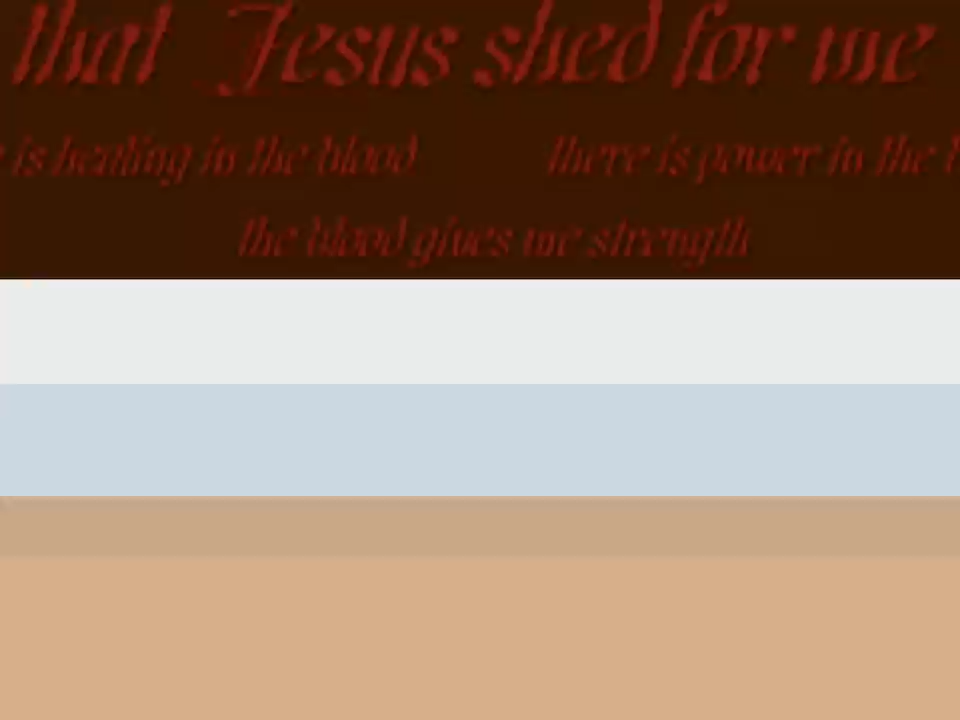 that Jesus shed for me
is healing in the blood there is power in the
the blood gives me strength